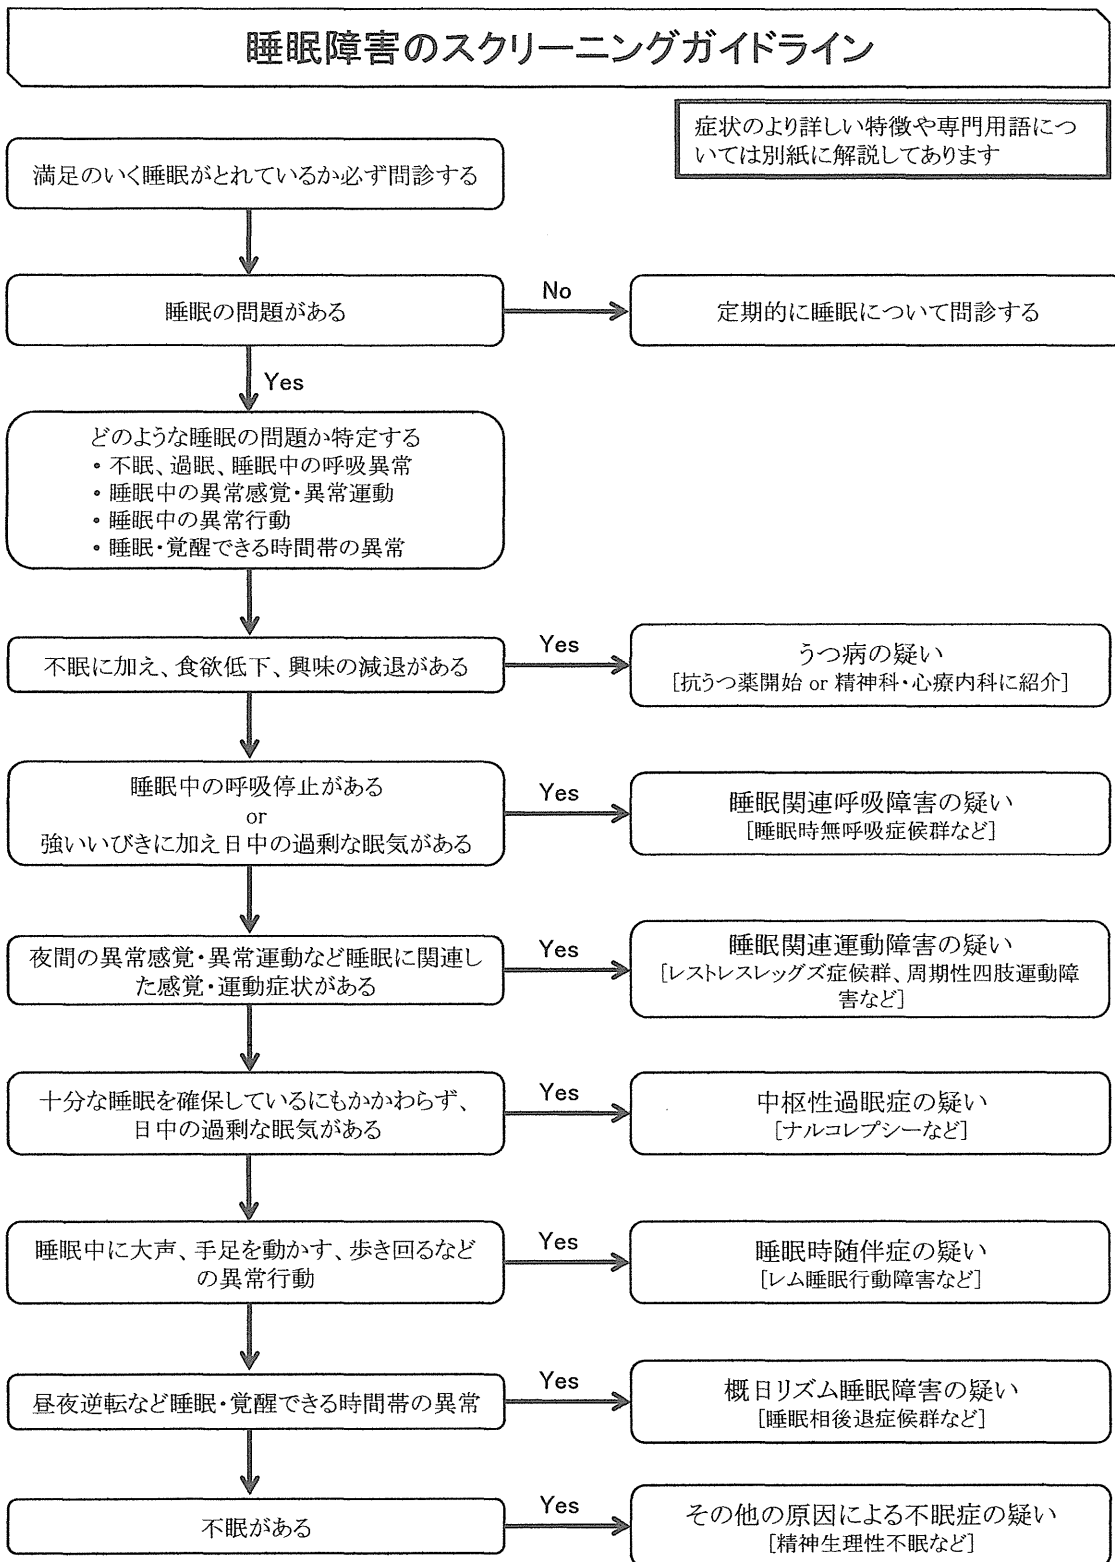 睡眠障害のスクリーニングガイドライン
症状のより詳しい特徴や専門用語につ
いては別紙に解説してあります
満足のいく睡眠がとれているか必ず問診する
睡眠の問題がある
No
定期的に睡眠について問診する
Yes
どのような睡眠の問題か特定する
・不眠、過眠、睡眠中の呼吸異常
・睡眠中の異常感覚・異常運動
・睡眠中の異常行動
・睡眠・覚醒できる時間帯の異常
不眠に加え、食欲低下、興味の減退がある
Yes
うつ病の疑い
[抗うつ薬開始 or 精神科・心療内科に紹介]
睡眠中の呼吸停止がある
or
強いいびきに加え日中の過剰な眠気がある
Yes
睡眠関連呼吸障害の疑い
[睡眠時無呼吸症候群など]
夜間の異常感覚・異常運動など睡眠に関連し
た感覚・運動症状がある
Yes
睡眠関連運動障害の疑い
[レストレスレッグズ症候群、周期性四肢運動障
害など]
十分な睡眠を確保しているにもかかわらず、
日中の過剰な眠気がある
Yes
中枢性過眠症の疑い
[ナルコレプシーなど]
睡眠中に大声、手足を動かす、歩き回るなど
の異常行動
Yes
睡眠時随伴症の疑い
[レム睡眠行動障害など]
昼夜逆転など睡眠・覚醒できる時間帯の異常
Yes
概日リズム睡眠障害の疑い
[睡眠相後退症候群など]
不眠がある
Yes
その他の原因による不眠症の疑い
[精神生理性不眠など]